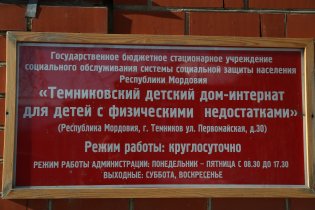 Государственное бюджетное стационарное учреждение
социального обслуживания системы социальной защиты населения
Республики Мордовия
«Темниковский детский дом-интернат
для детей с физическими недостатками»
(Республика Мордовия, г. Темников ул. Первомайская, д.30)
Режим работы: круглосуточно
РЕЖИМ РАБОТЫ АДМИНИСТРАЦИИ: ПОНЕДЕЛЬНИК – ПЯТНИЦА С 08.30 ДО 17.30
ВЫХОДНЫЕ: СУББОТА, ВОСКРЕСЕНЬЕ